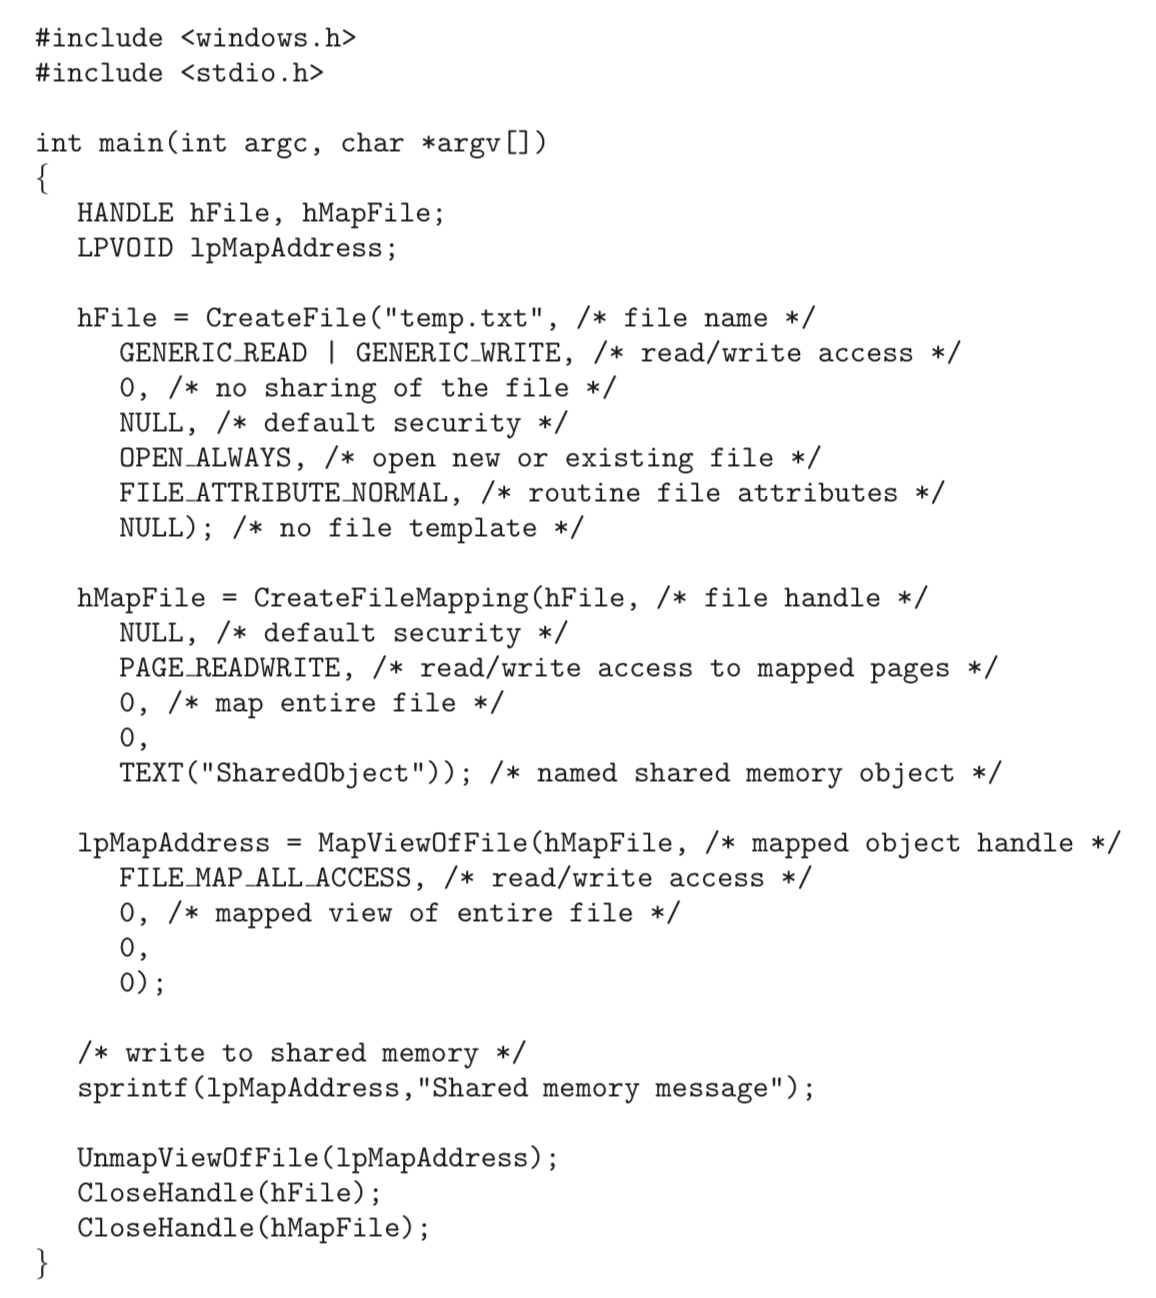 #include <windows.h>
#include <stdio.h>
int main(int argc, char *argv[])
{
HANDLE hFile, hMapFile;
LPVOID lpMapAddress;
hFile = CreateFile("temp.txt", /* file name */
GENERIC_READ | GENERIC_WRITE, /* read/write access */
0, /* no sharing of the file */
NULL, /* default security */
OPEN_ALWAYS, /* open new or existing file */
FILE_ATTRIBUTE_NORMAL, /* routine file attributes */
NULL); /* no file template */
hMapFile = CreateFileMapping(hFile, /* file handle */
NULL, /* default security */
PAGE_READWRITE, /* read/write access to mapped pages */
0, /* map entire file */
0,
TEXT("SharedObject")); /* named shared memory object */
lpMapAddress = MapViewOfFile(hMapFile, /* mapped object handle */
FILE_MAP_ALL_ACCESS, /* read/write access */
0, /* mapped view of entire file */
0,
0);
/* write to shared memory */
sprintf(lpMapAddress,"Shared memory message");
UnmapViewOfFile(lpMapAddress);
CloseHandle(hFile);
CloseHandle(hMapFile);
}